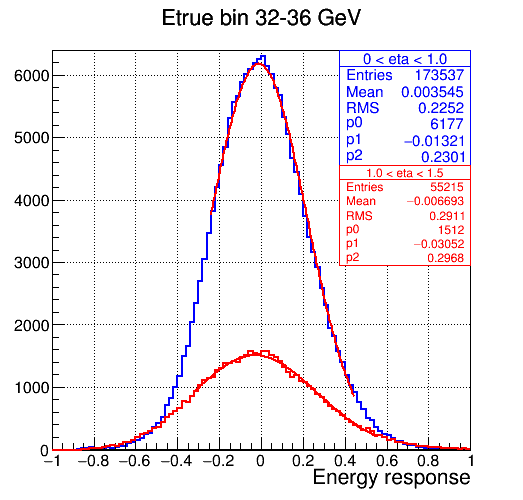 Etrue bin 32-36 GeV
0 < eta < 1.0
Entries 173537
Mean 0.003545
RMS 0.2252
p0 6177
p1 −0.01321
p2 0.2301
1.0 < eta < 1.5
Entries 55215
Mean −0.006693
RMS 0.2911
p0 1512
p1 −0.03052
p2 0.2968
6000
5000
4000
3000
2000
1000
0
−1 −0.8 −0.6 −0.4 −0.2 0 0.2 0.4 0.6 0.8 1
Energy response